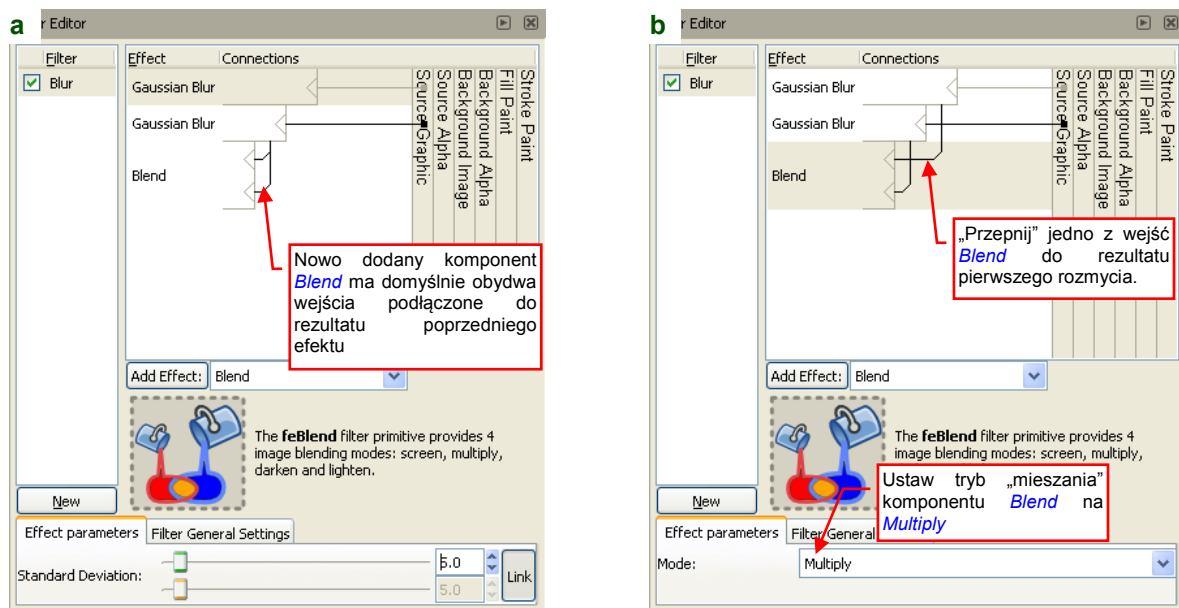 a
r Editor
Filter
Effect
Connections
Blur
Gaussian Blur
Gaussian Blur
Blend
Source Graphic
Source Alpha
Background Image
Background Alpha
Fill Paint
Stroke Paint
Nowo dodany komponent
Blend ma domyślnie obydwa
wejścia podłączone do
rezultatu poprzedniego
efektu
Add Effect:
Blend
The feBlend filter primitive provides 4
image blending modes: screen, multiply,
darken and lighten.
New
Effect parameters
Filter General Settings
Standard Deviation:
5.0
5.0
Link
b
r Editor
Filter
Effect
Connections
Blur
Gaussian Blur
Gaussian Blur
Blend
Source Graphic
Source Alpha
Background Image
Background Alpha
Fill Paint
Stroke Paint
„Przepnij” jedno z wejść
Blend do rezultatu
pierwszego rozmycia.
Add Effect:
Blend
The feBlend filter primitive provides 4
image blending modes: screen, multiply,
Ustaw tryb „mieszania”
komponentu Blend na
Multiply
New
Effect parameters
Filter General
Mode:
Multiply